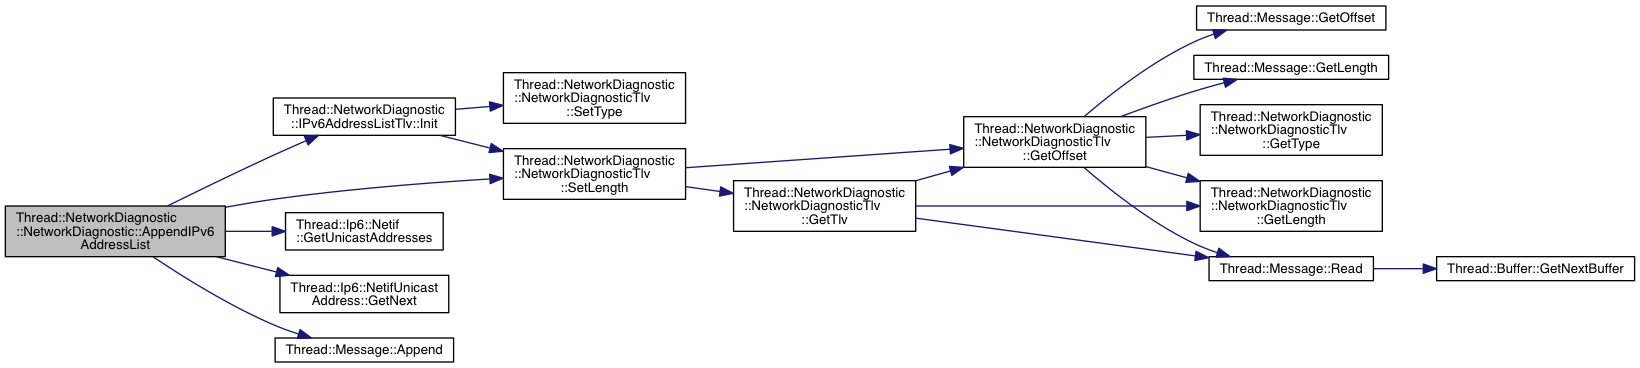 Thread::NetworkDiagnostic
::NetworkDiagnostic::AppendIPv6
AddressList
Thread::NetworkDiagnostic
::IPv6AddressListTlv::Init
Thread::Ip6::Netif
::GetUnicastAddresses
Thread::Ip6::NetifUnicast
Address::GetNext
Thread::Message::Append
Thread::NetworkDiagnostic
::NetworkDiagnosticTlv
::SetType
Thread::NetworkDiagnostic
::NetworkDiagnosticTlv
::SetLength
Thread::NetworkDiagnostic
::NetworkDiagnosticTlv
::GetTlv
Thread::NetworkDiagnostic
::NetworkDiagnosticTlv
::GetOffset
Thread::Message::GetOffset
Thread::Message::GetLength
Thread::NetworkDiagnostic
::NetworkDiagnosticTlv
::GetType
Thread::NetworkDiagnostic
::NetworkDiagnosticTlv
::GetLength
Thread::Message::Read
Thread::Buffer::GetNextBuffer